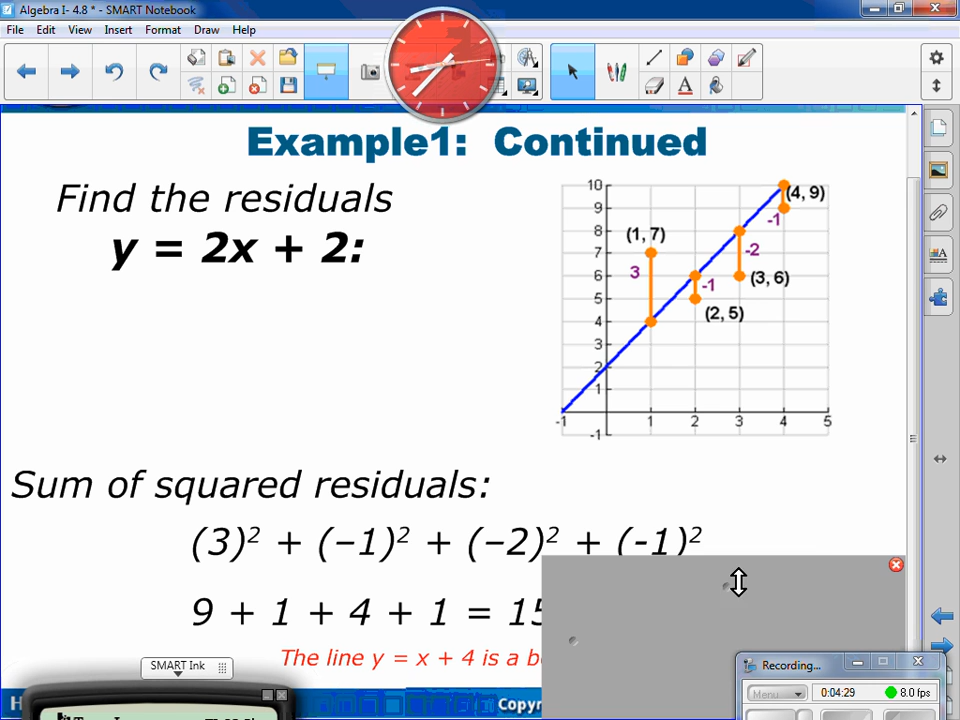 Algebra I- 4.8 * - SMART Notebook
File Edit View Insert Format Draw Help
Example1: Continued
Find the residuals
y = 2x + 2:
10
9
8
7
6
5
4
3
2
1
-1
-1 1 2 3 4 5
(1, 7)
3
(2, 5)
-1
(3, 6)
-2
(4, 9)
-1
Sum of squared residuals:
(3)² + (–1)² + (–2)² + (-1)²
9 + 1 + 4 + 1 = 15
The line y = x + 4 is a
SMART Ink
Recording...
Menu 0:04:29 8.0 fps